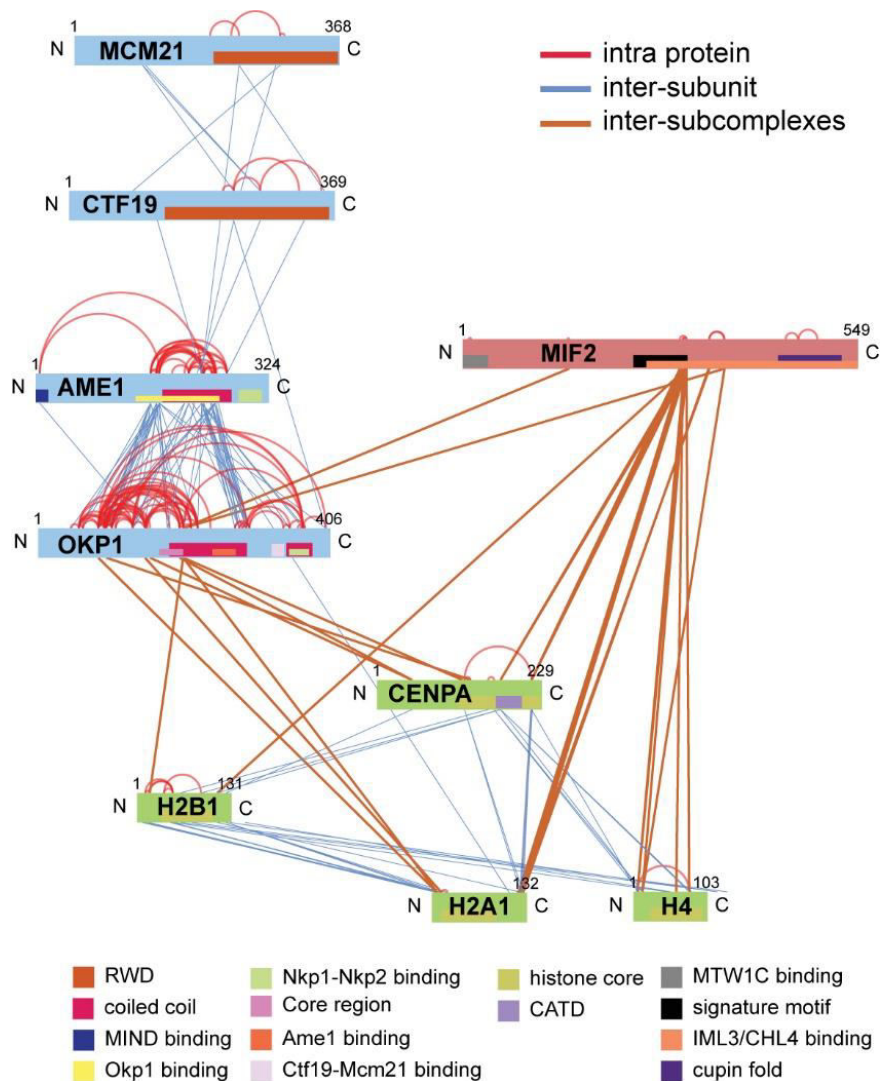 1 368
N MCM21 C
intra protein
inter-subunit
inter-subcomplexes
1 369
N CTF19 C
1 324
N AME1 C
1 549
N MIF2 C
1 406
N OKP1 C
1 229
N CENPA C
1 131
N H2B1 C
132
N H2A1 C
1 103
N H4 C
RWD
coiled coil
MIND binding
Okp1 binding
Nkp1-Nkp2 binding
Core region
Ame1 binding
Ctf19-Mcm21 binding
histone core
CATD
MTW1C binding
signature motif
IML3/CHL4 binding
cupin fold